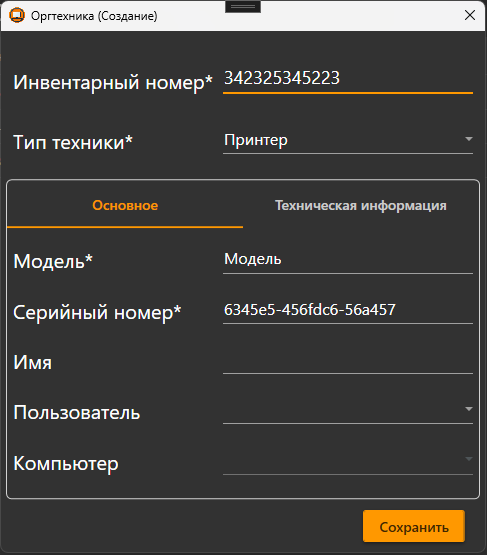 Оргтехника (Создание)
Инвентарный номер* 342325345223
Тип техники* Принтер
Основное Техническая информация
Модель* Модель
Серийный номер* 6345e5-456fdc6-56a457
Имя
Пользователь
Компьютер
Сохранить